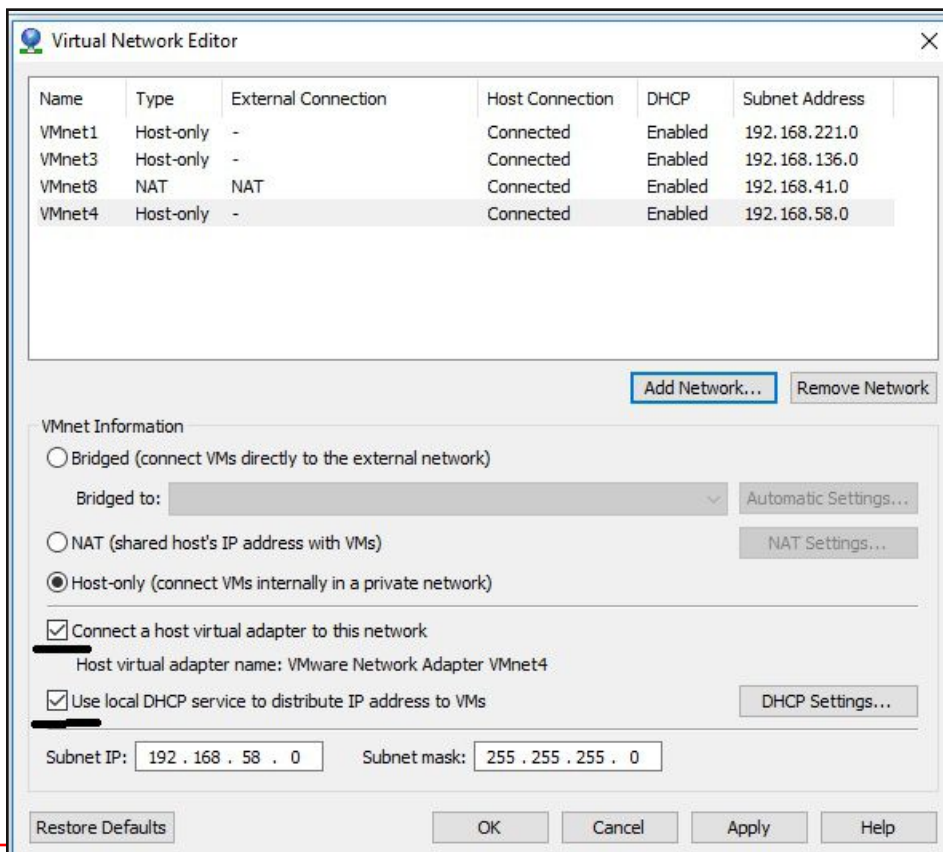 Virtual Network Editor
Name Type External Connection Host Connection DHCP Subnet Address
VMnet1 Host-only - Connected Enabled 192.168.221.0
VMnet3 Host-only - Connected Enabled 192.168.136.0
VMnet8 NAT NAT Connected Enabled 192.168.41.0
VMnet4 Host-only - Connected Enabled 192.168.58.0
Add Network... Remove Network
VMnet Information
Bridged (connect VMs directly to the external network)
Bridged to: Automatic Settings...
NAT (shared host's IP address with VMs) NAT Settings...
Host-only (connect VMs internally in a private network)
Connect a host virtual adapter to this network
Host virtual adapter name: VMware Network Adapter VMnet4
Use local DHCP service to distribute IP address to VMs DHCP Settings...
Subnet IP: 192 . 168 . 58 . 0 Subnet mask: 255 . 255 . 255 . 0
Restore Defaults OK Cancel Apply Help